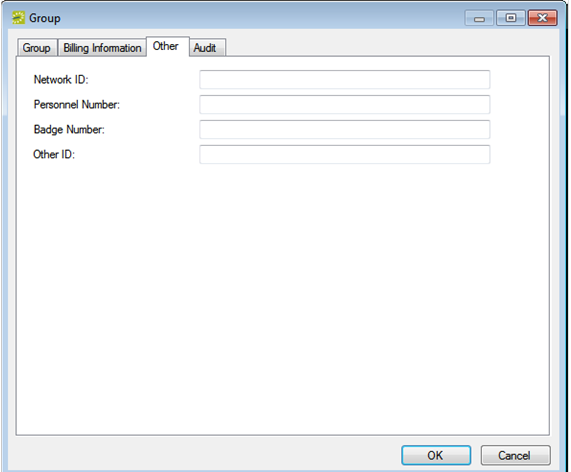 Group
Group Billing Information Other Audit
Network ID:
Personnel Number:
Badge Number:
Other ID:
OK Cancel